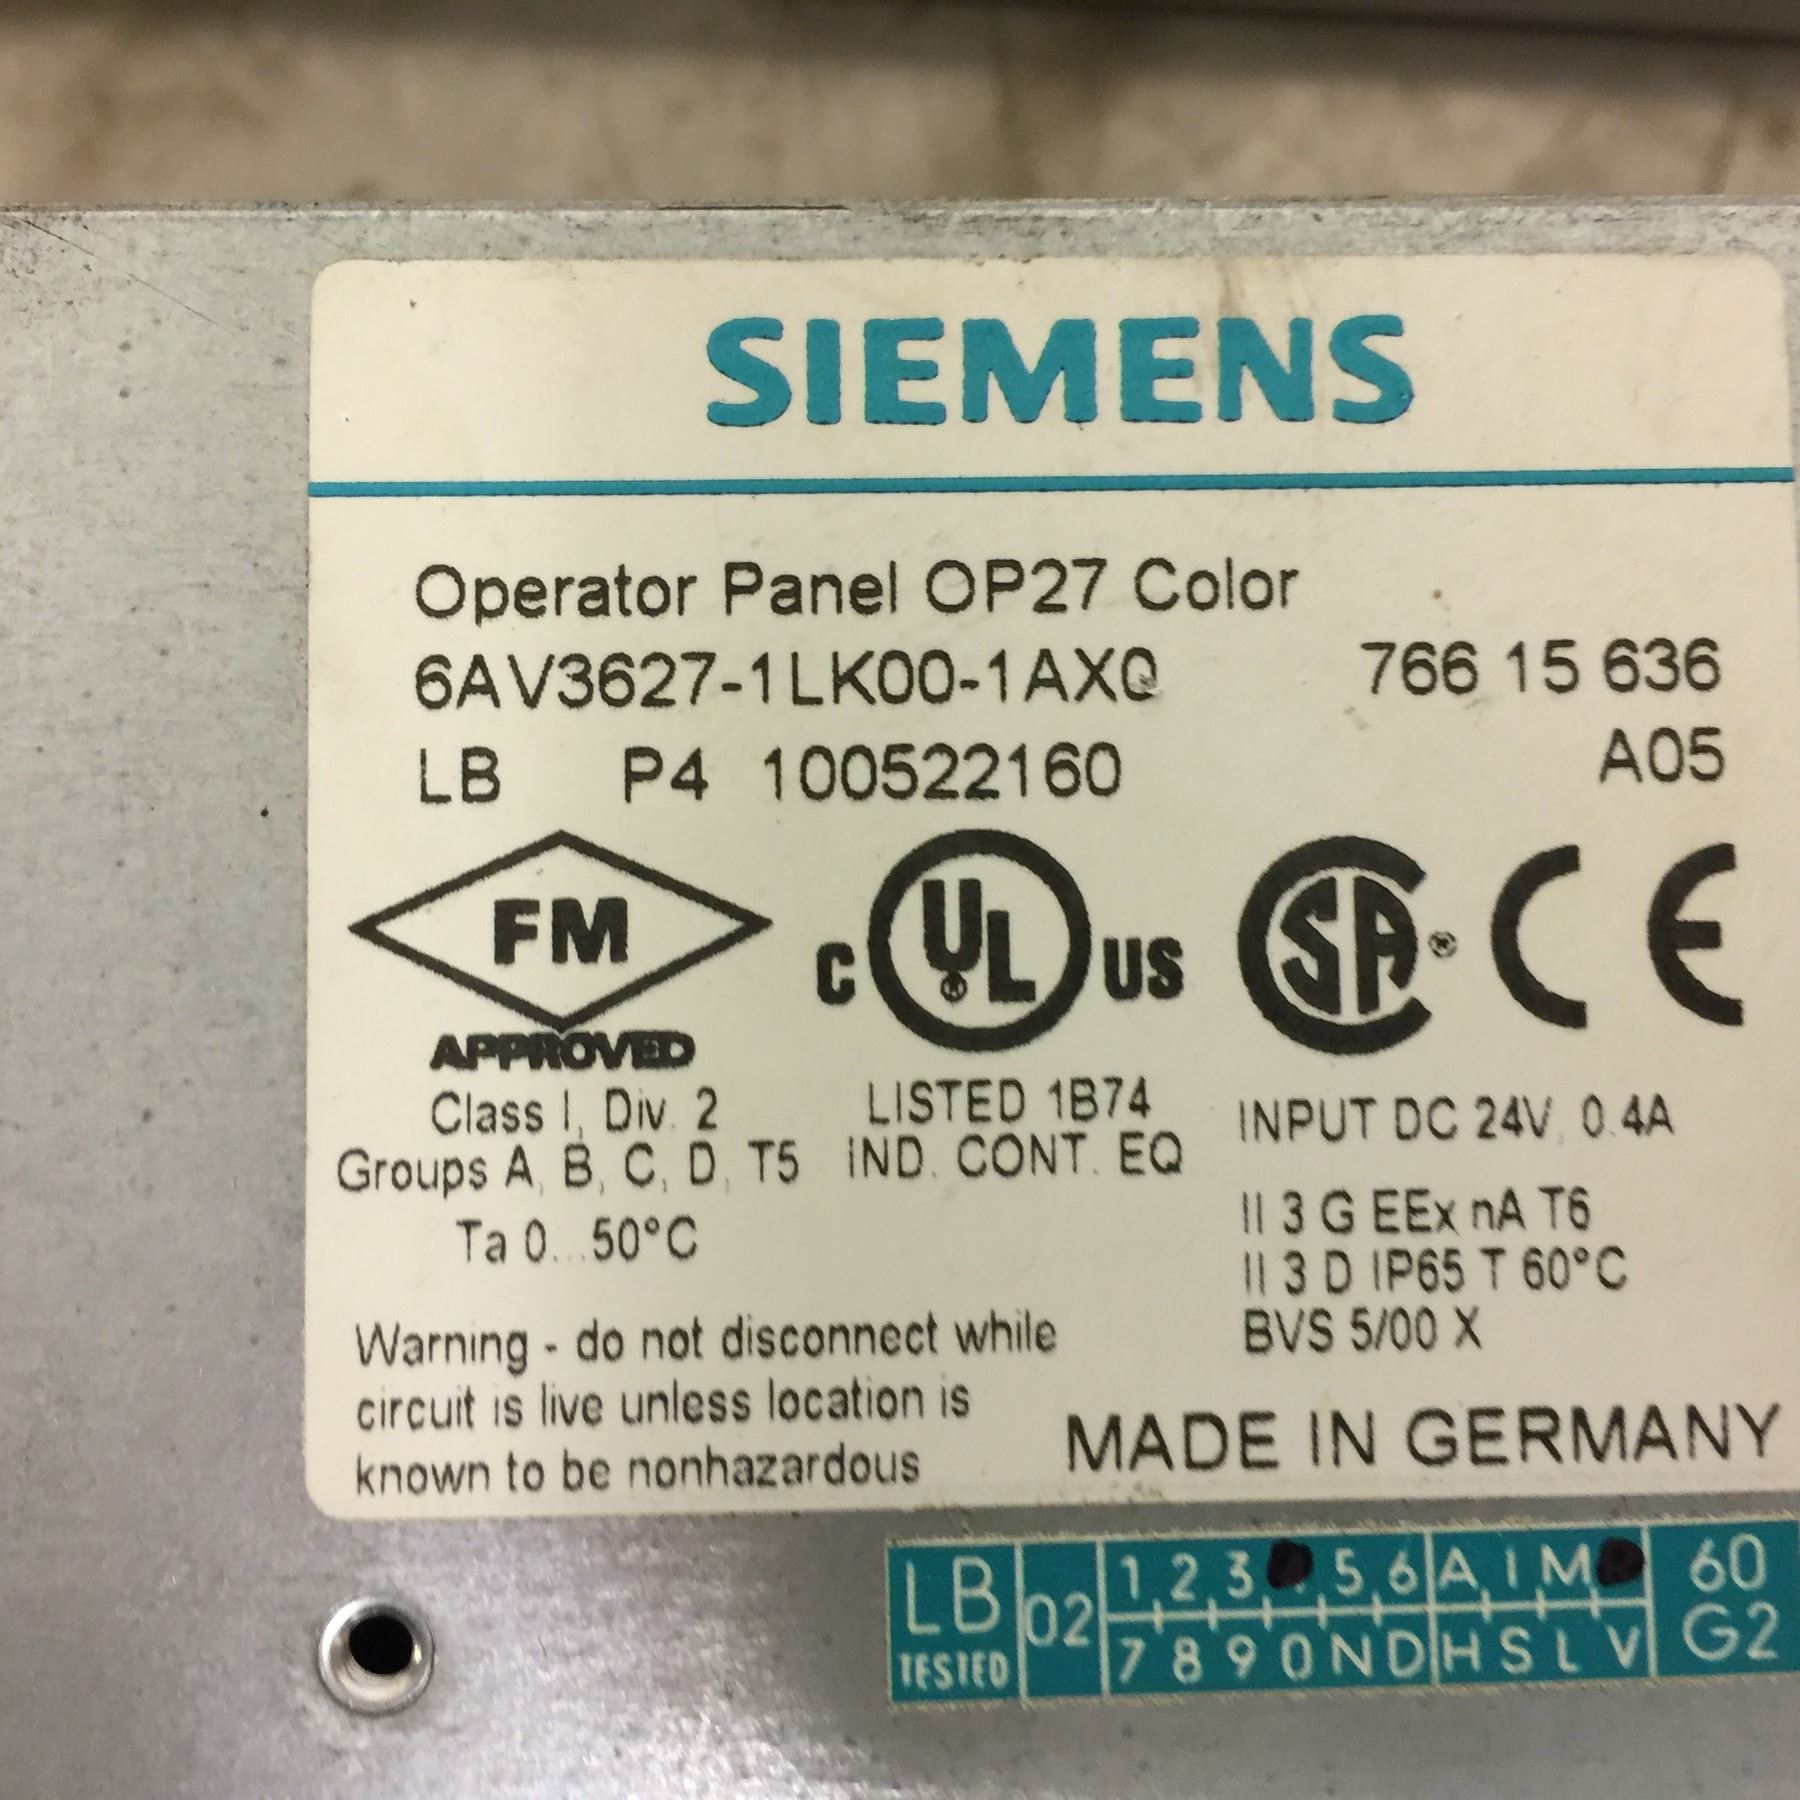 SIEMENS
Operator Panel OP27 Color
6AV3627-1LK00-1AX0 766 15 636
LB P4 100522160 A05
FM
APPROVED
Class I, Div. 2
Groups A, B, C, D, T5
Ta 0...50°C
C UL® US
LISTED 1B74
IND. CONT. EQ
SA® CE
INPUT DC 24V, 0.4A
II 3 G EEx nA T6
II 3 D IP65 T 60°C
BVS 5/00 X
Warning - do not disconnect while
circuit is live unless location is
known to be nonhazardous
MADE IN GERMANY
LB
TESTED
02
1 2 3 5 6 A I M
7 8 9 0 N D H S L V
60
G2